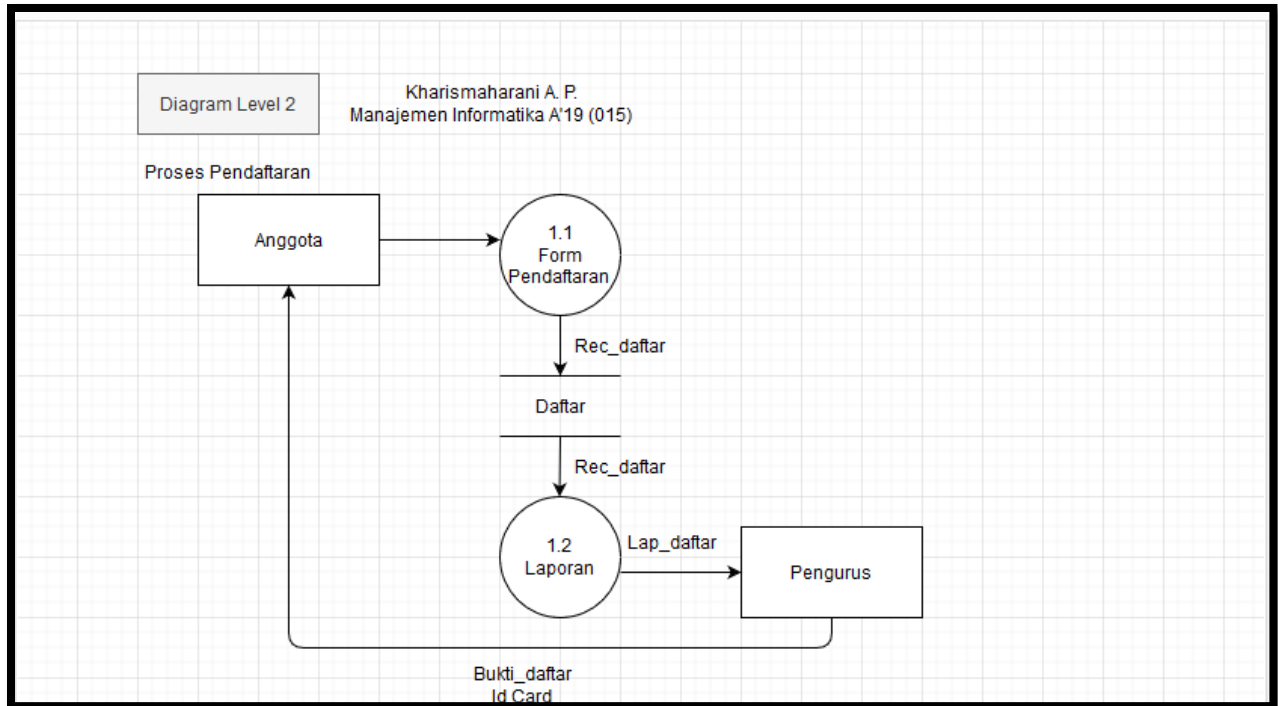 Diagram Level 2
Kharismaharani A. P.
Manajemen Informatika A'19 (015)
Proses Pendaftaran
Anggota
1.1
Form
Pendaftaran
Rec_daftar
Daftar
Rec_daftar
1.2
Laporan
Lap_daftar
Pengurus
Bukti_daftar
Id Card